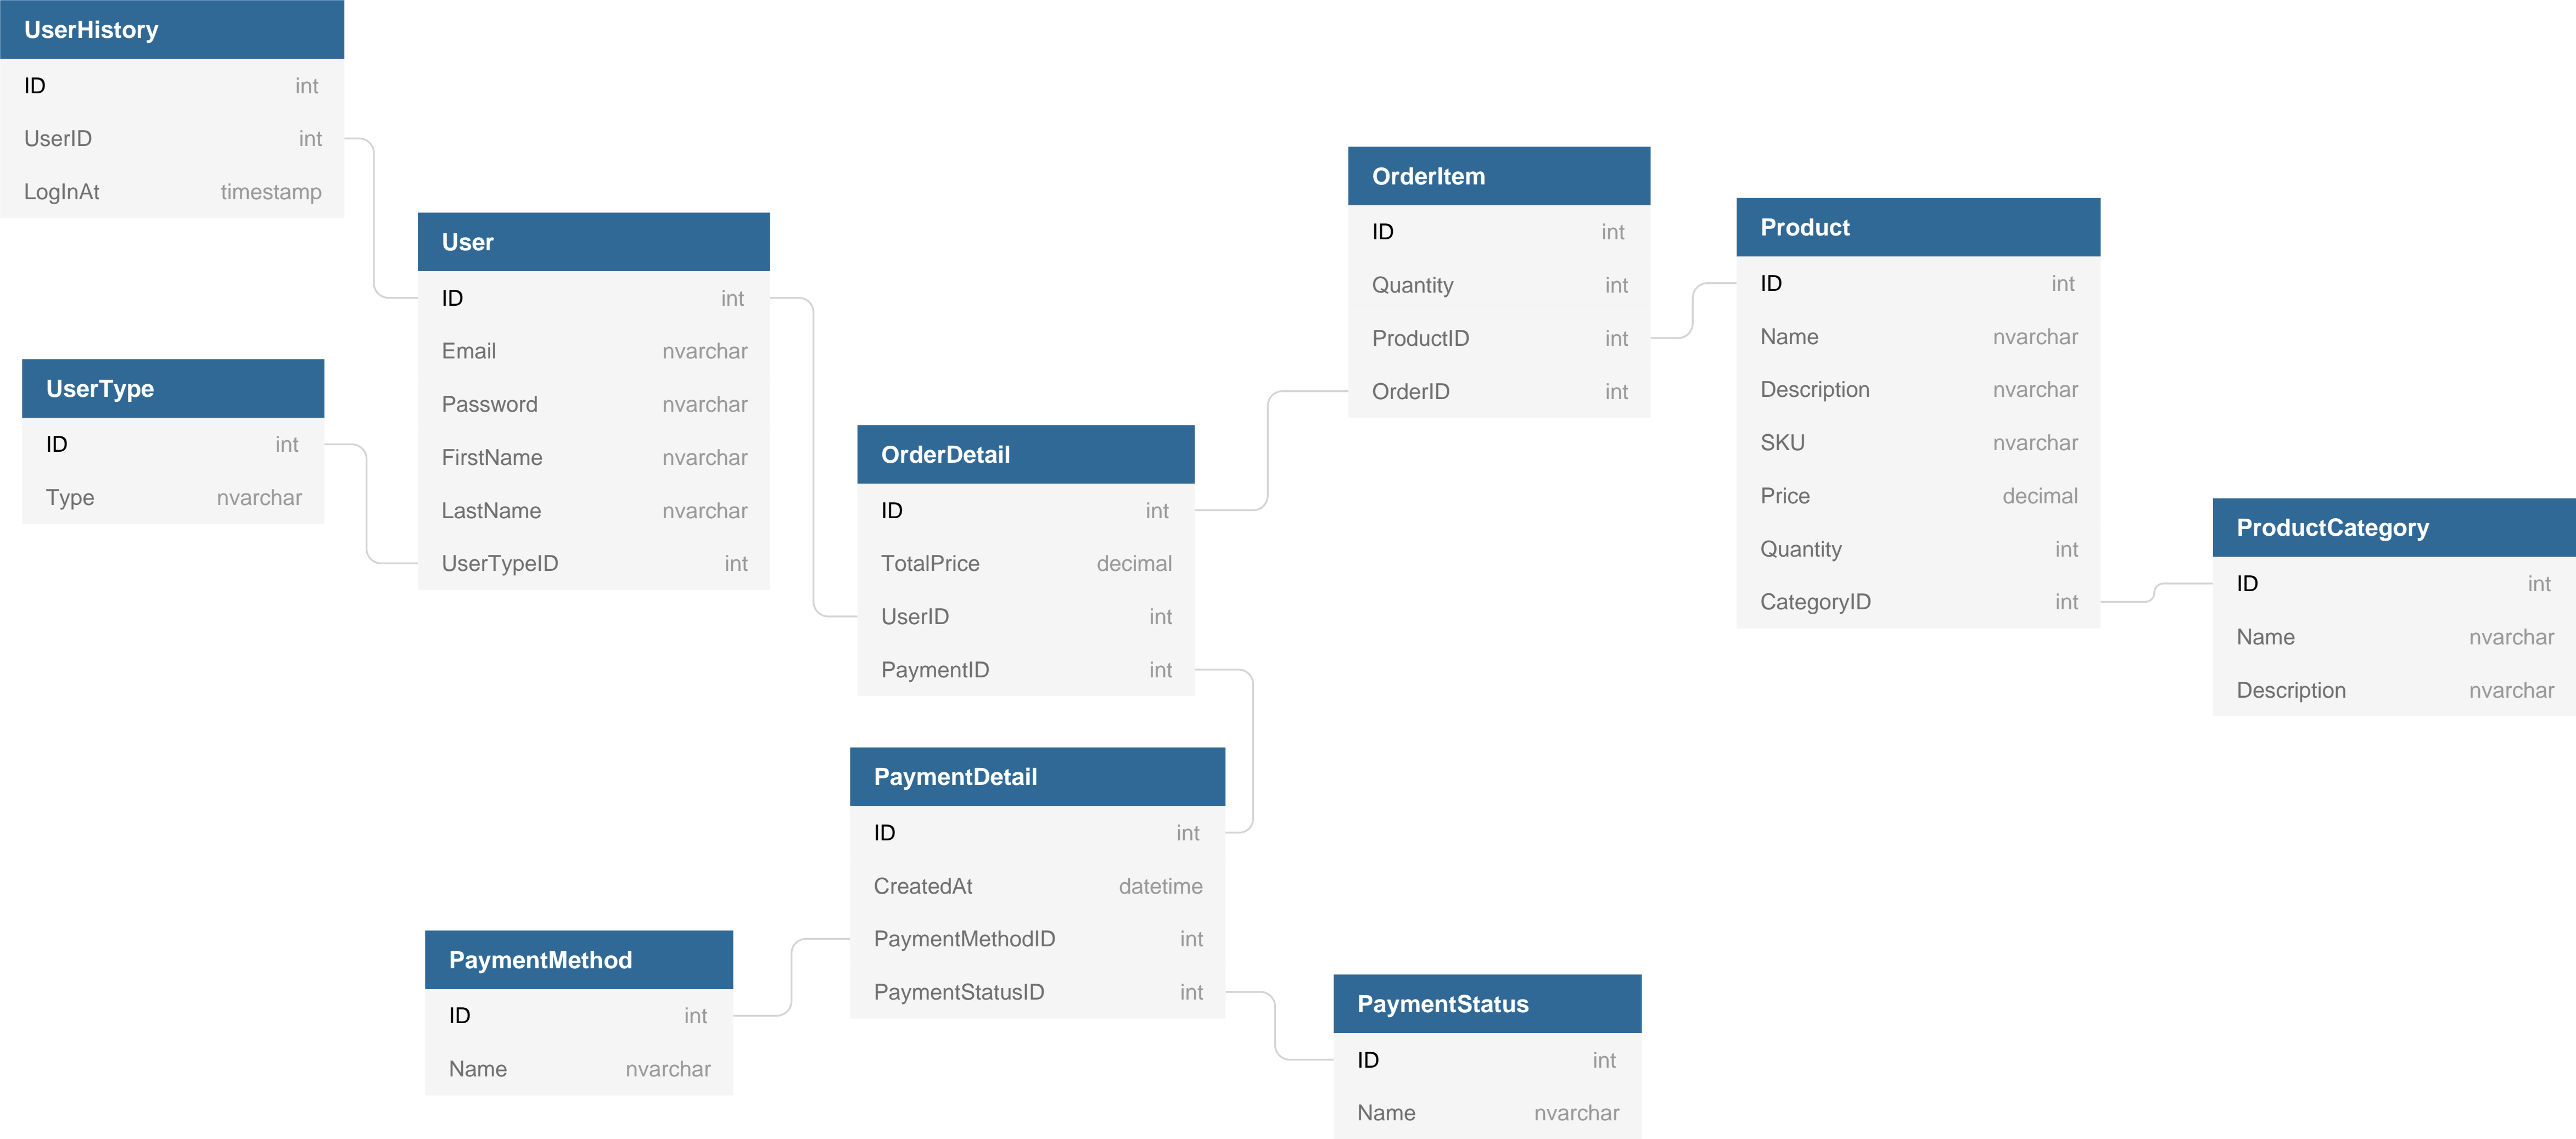 UserHistory
ID int
UserID int
LogInAt timestamp
User
ID int
Email nvarchar
Password nvarchar
FirstName nvarchar
LastName nvarchar
UserTypeID int
UserType
ID int
Type nvarchar
OrderDetail
ID int
TotalPrice decimal
UserID int
PaymentID int
OrderItem
ID int
Quantity int
ProductID int
OrderID int
Product
ID int
Name nvarchar
Description nvarchar
SKU nvarchar
Price decimal
Quantity int
CategoryID int
ProductCategory
ID int
Name nvarchar
Description nvarchar
PaymentDetail
ID int
CreatedAt datetime
PaymentMethodID int
PaymentStatusID int
PaymentMethod
ID int
Name nvarchar
PaymentStatus
ID int
Name nvarchar